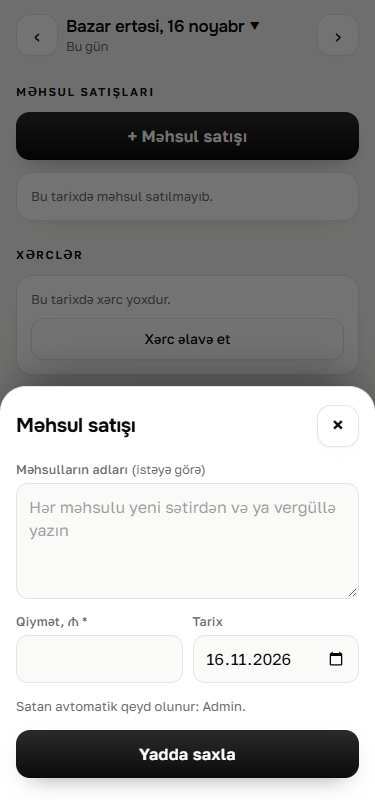 ‹
Bazar ertəsi, 16 noyabr ▼
Bu gün
›
MƏHSUL SATIŞLARI
+ Məhsul satışı
Bu tarixdə məhsul satılmayıb.
XƏRCLƏR
Bu tarixdə xərc yoxdur.
Xərc əlavə et
Məhsul satışı
×
Məhsulların adları (istəyə görə)
Hər məhsulu yeni sətirdən və ya vergüllə
yazın
Qiymət, ₼ *
Tarix
16.11.2026
Satan avtomatik qeyd olunur: Admin.
Yadda saxla